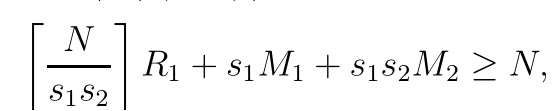 ⌈N/(s₁s₂)⌉ R₁ + s₁M₁ + s₁s₂M₂ ≥ N,